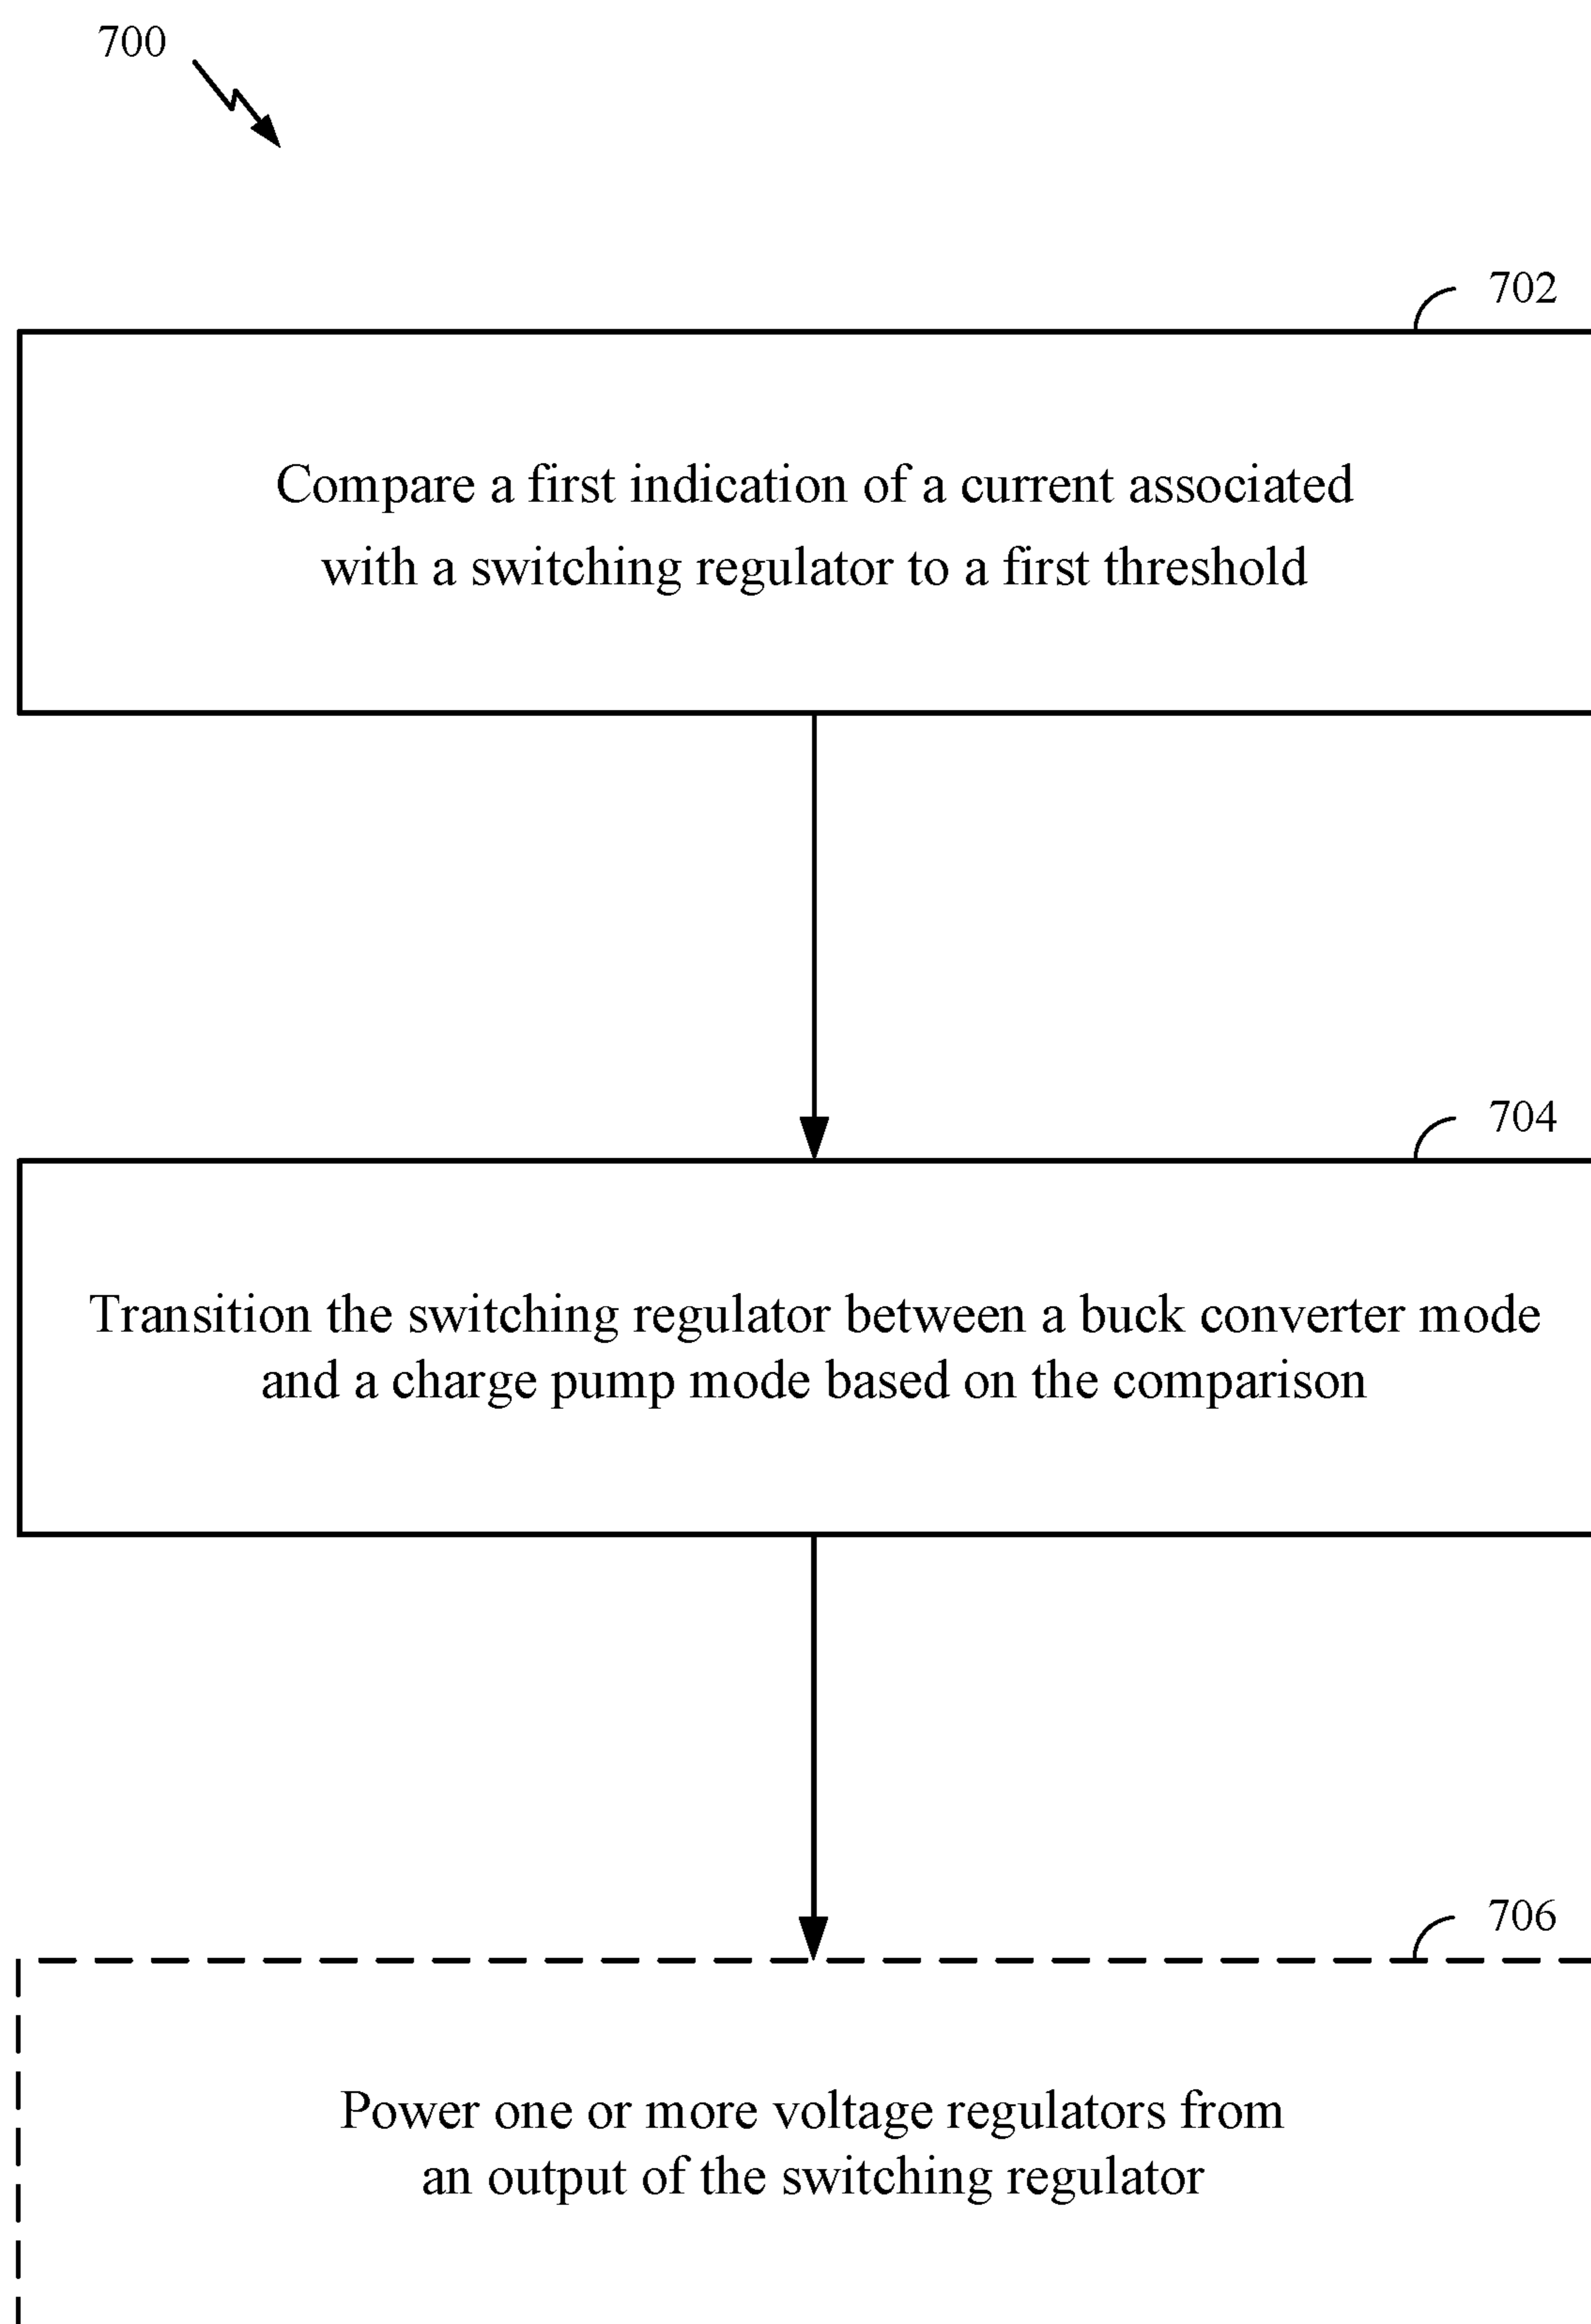 700
702
Compare a first indication of a current associated
with a switching regulator to a first threshold
704
Transition the switching regulator between a buck converter mode
and a charge pump mode based on the comparison
706
Power one or more voltage regulators from
an output of the switching regulator